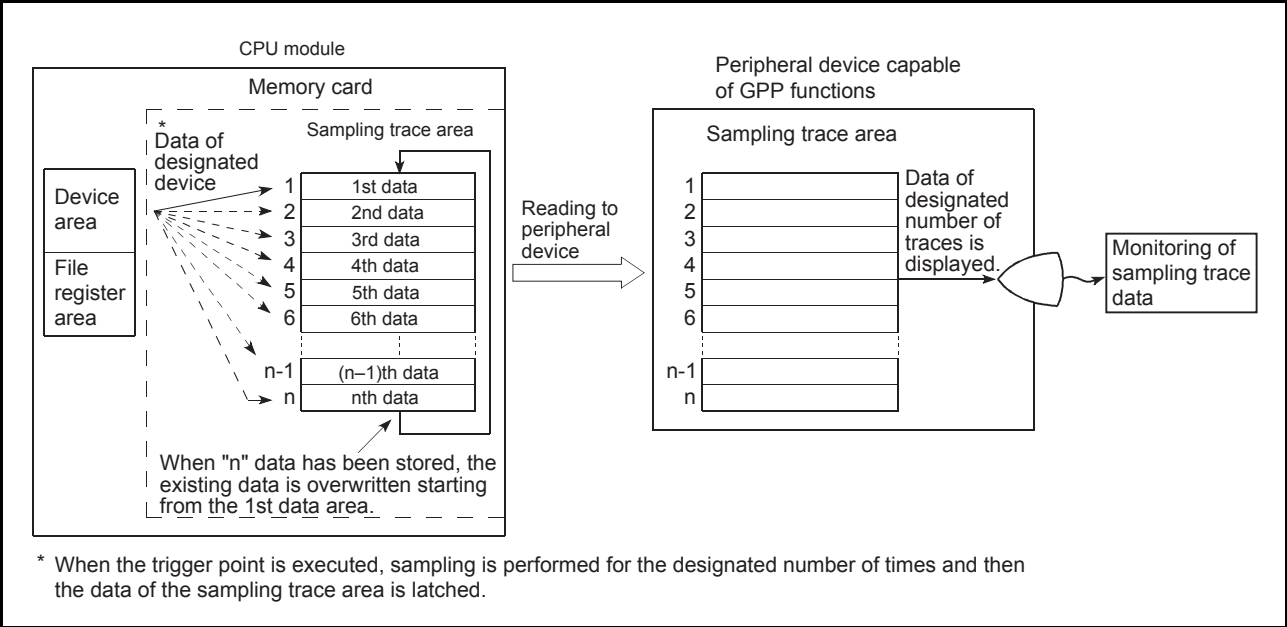 CPU module
Memory card
*
Data of
designated
device
Sampling trace area
Device
area
File
register
area
1 1st data
2 2nd data
3 3rd data
4 4th data
5 5th data
6 6th data
n-1 (n–1)th data
n nth data
When "n" data has been stored, the
existing data is overwritten starting
from the 1st data area.
Reading to
peripheral
device
Peripheral device capable
of GPP functions
Sampling trace area
1
2
3
4
5
6
n-1
n
Data of
designated
number of
traces is
displayed.
Monitoring of
sampling trace
data
* When the trigger point is executed, sampling is performed for the designated number of times and then
the data of the sampling trace area is latched.